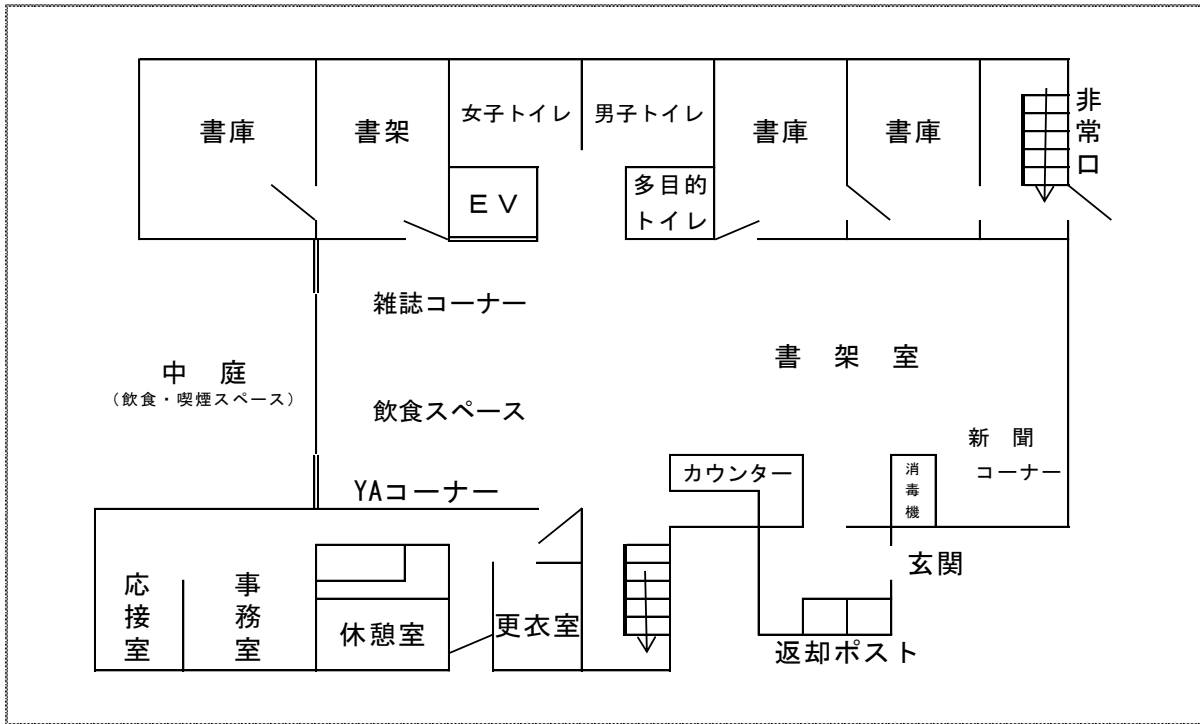 書庫
書架
女子トイレ
男子トイレ
書庫
書庫
非常口
ＥＶ
多目的
トイレ
雑誌コーナー
書架室
中庭
（飲食・喫煙スペース）
飲食スペース
新聞
コーナー
カウンター
消毒機
YAコーナー
玄関
応接室
事務室
休憩室
更衣室
返却ポスト